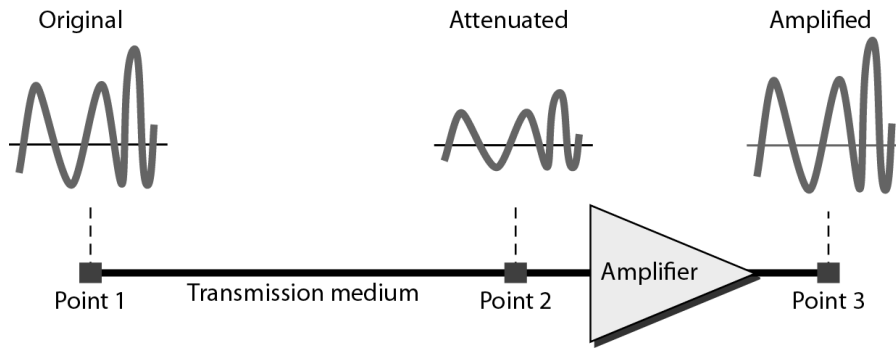 Original
Attenuated
Amplified
Amplifier
Point 1
Transmission medium
Point 2
Point 3